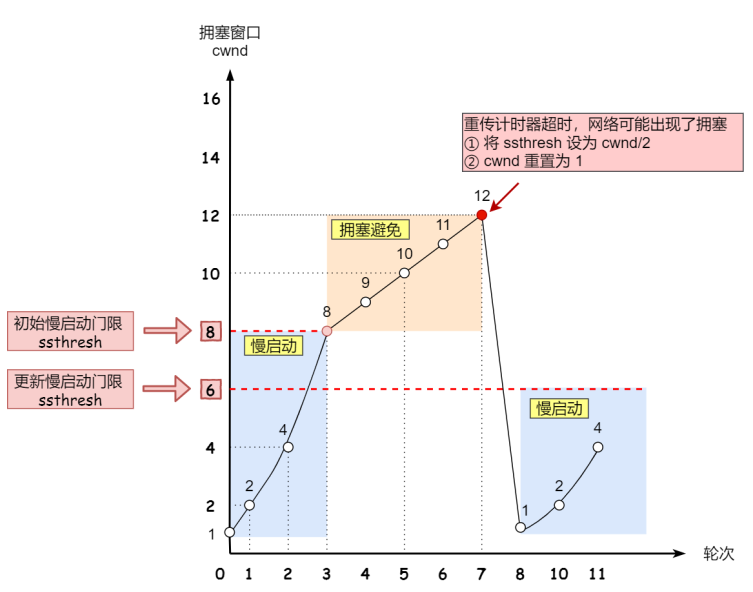 拥塞窗口
cwnd
16
14
12
10
8
6
4
2
1
重传计时器超时，网络可能出现了拥塞
① 将 ssthresh 设为 cwnd/2
② cwnd 重置为 1
12
拥塞避免
11
10
9
8
初始慢启动门限
ssthresh
慢启动
更新慢启动门限
ssthresh
慢启动
4
4
2
2
1
轮次
0 1 2 3 4 5 6 7 8 10 11